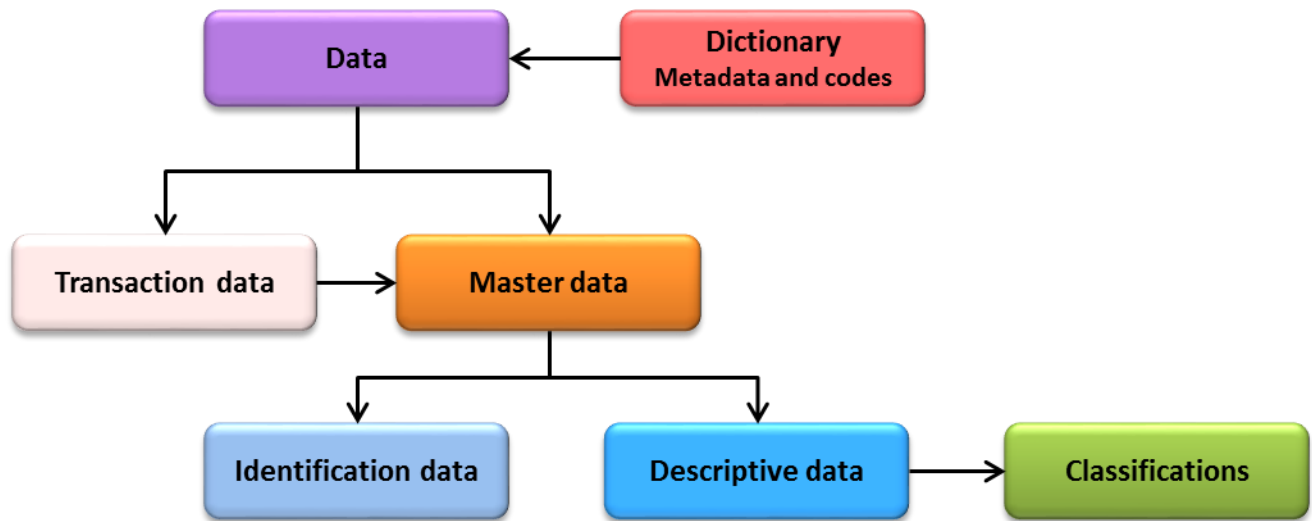 Data
Dictionary
Metadata and codes
Transaction data
Master data
Identification data
Descriptive data
Classifications